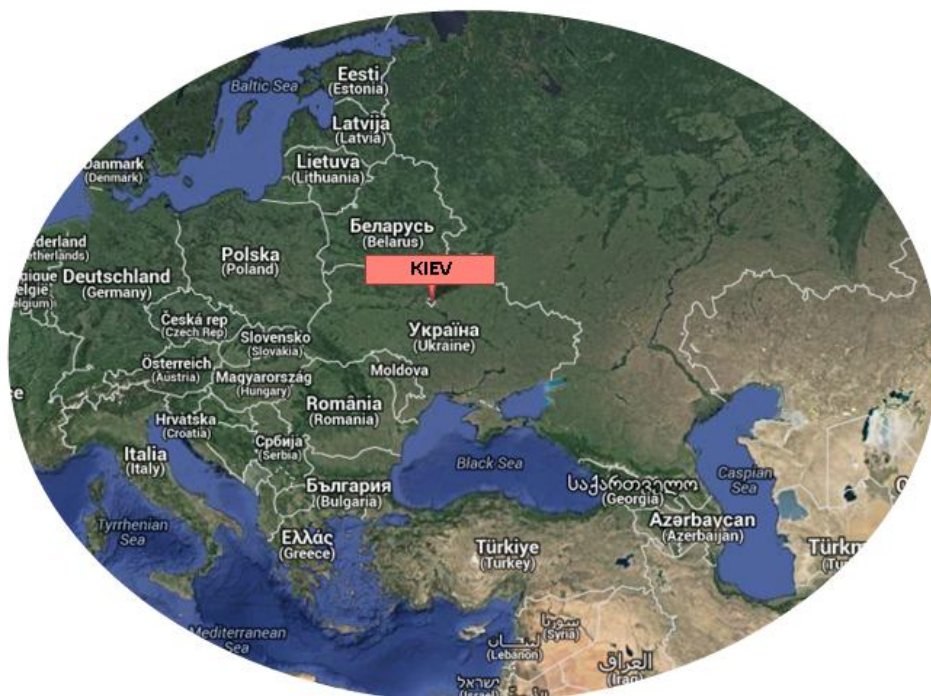 Eesti
(Estonia)
Baltic Sea
Latvija
(Latvia)
Danmark
(Denmark)
Lietuva
(Lithuania)
Беларусь
(Belarus)
Polska
(Poland)
Deutschland
(Germany)
KIEV
Česká rep
(Czech Rep)
Slovensko
(Slovakia)
Україна
(Ukraine)
Österreich
(Austria)
Magyarország
(Hungary)
Moldova
România
(Romania)
Hrvatska
(Croatia)
Србија
(Serbia)
Italia
(Italy)
Black Sea
Caspian
Sea
България
(Bulgaria)
საქართველო
(Georgia)
Azərbaycan
(Azerbaijan)
Tyrrhenian
Sea
Ελλάς
(Greece)
Türkiye
(Turkey)
Mediterranean
Sea
سوريا
(Syria)
لبنان
(Lebanon)
العراق
(Iraq)
ישראל